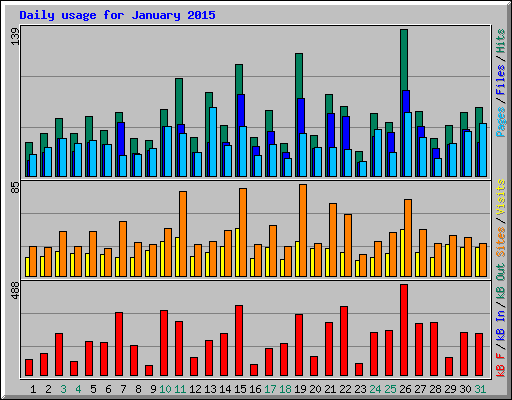 Daily usage for January 2015
139
85
488
Pages / Files / Hits
Sites / Visits
kB F / kB In / kB Out
1 2 3 4 5 6 7 8 9 10 11 12 13 14 15 16 17 18 19 20 21 22 23 24 25 26 27 28 29 30 31